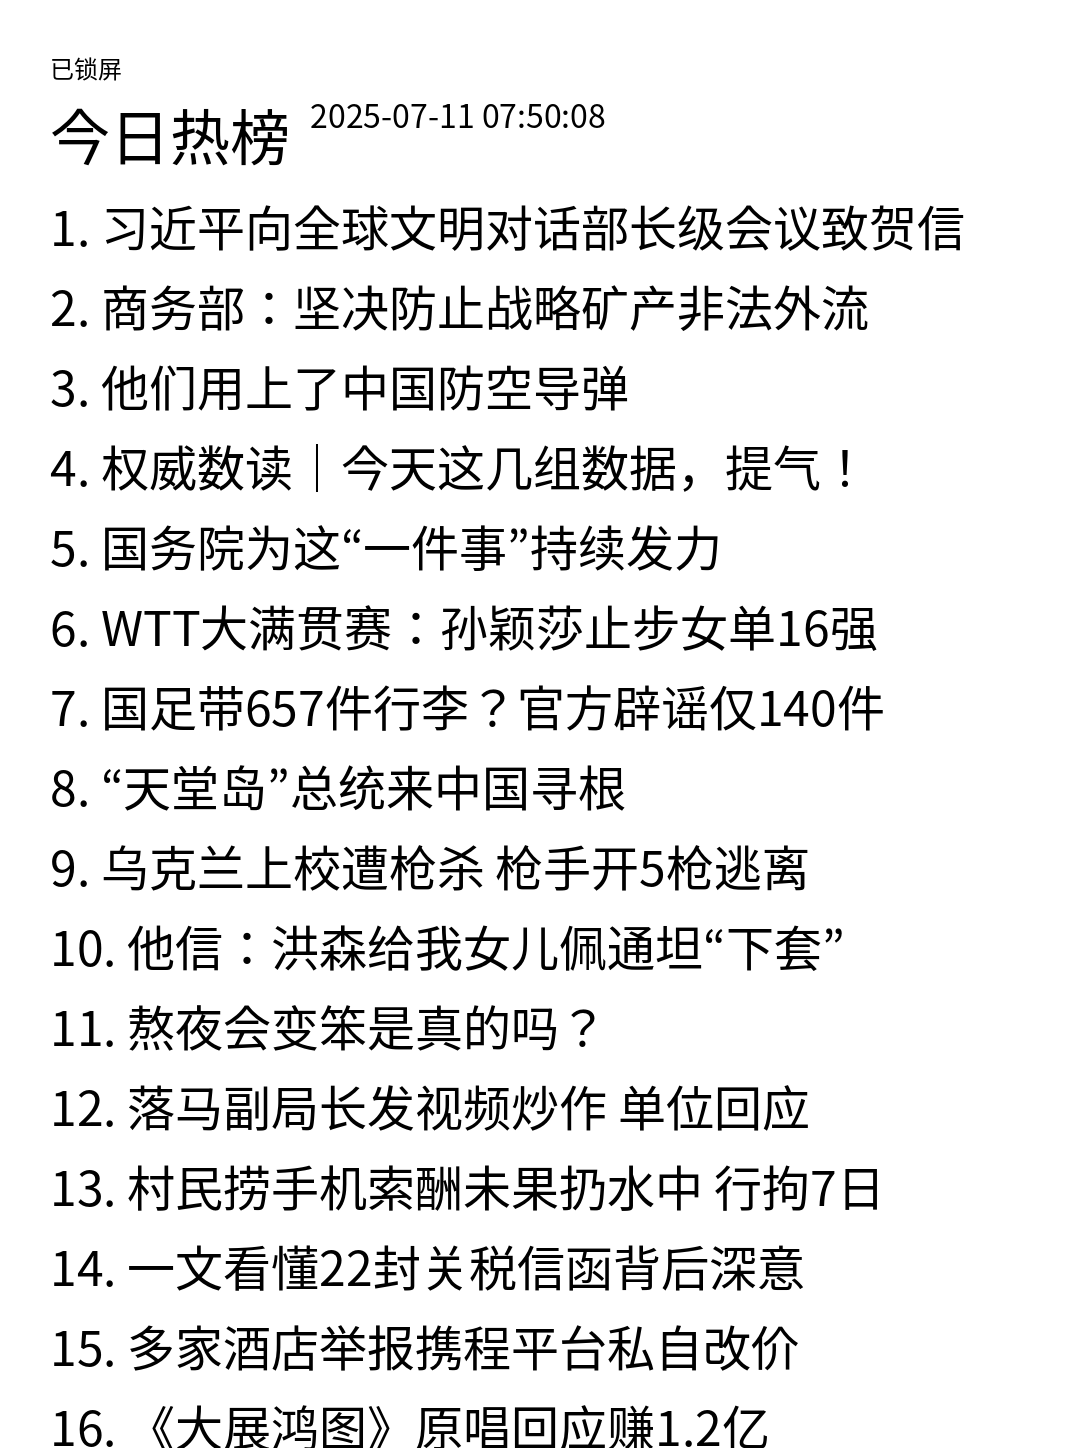 已锁屏
今日热榜 2025-07-11 07:50:08
1. 习近平向全球文明对话部长级会议致贺信
2. 商务部：坚决防止战略矿产非法外流
3. 他们用上了中国防空导弹
4. 权威数读｜今天这几组数据，提气！
5. 国务院为这“一件事”持续发力
6. WTT大满贯赛：孙颖莎止步女单16强
7. 国足带657件行李？官方辟谣仅140件
8. “天堂岛”总统来中国寻根
9. 乌克兰上校遭枪杀 枪手开5枪逃离
10. 他信：洪森给我女儿佩通坦“下套”
11. 熬夜会变笨是真的吗？
12. 落马副局长发视频炒作 单位回应
13. 村民捞手机索酬未果扔水中 行拘7日
14. 一文看懂22封关税信函背后深意
15. 多家酒店举报携程平台私自改价
16. 《大展鸿图》原唱回应赚1.2亿